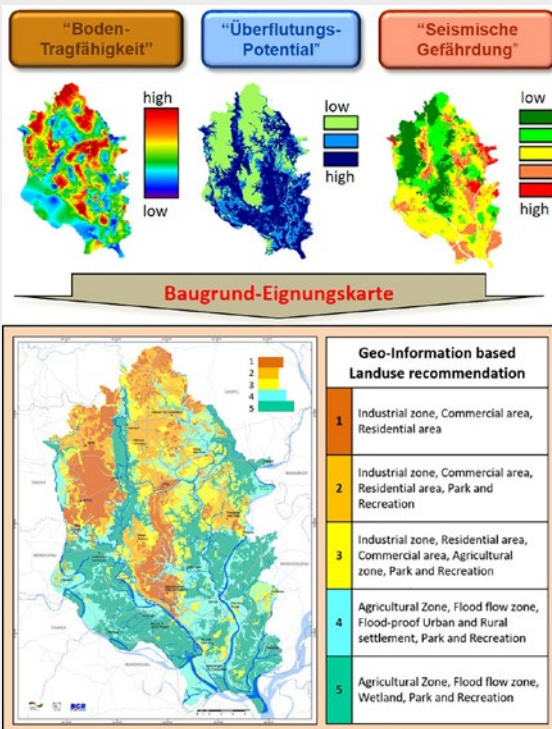 "Boden-
Tragfähigkeit"
"Überflutungs-
Potential"
"Seismische
Gefährdung"
high
low
low
high
low
high
Baugrund-Eignungskarte
1
2
3
4
5
BGR
Geo-Information based
Landuse recommendation
1
Industrial zone, Commercial area,
Residential area
2
Industrial zone, Commercial area,
Residential area, Park and
Recreation
3
Industrial zone, Residential area,
Commercial area, Agricultural
zone, Park and Recreation
4
Agricultural Zone, Flood flow zone,
Flood-proof Urban and Rural
settlement, Park and Recreation
5
Agricultural Zone, Flood flow zone,
Wetland, Park and Recreation